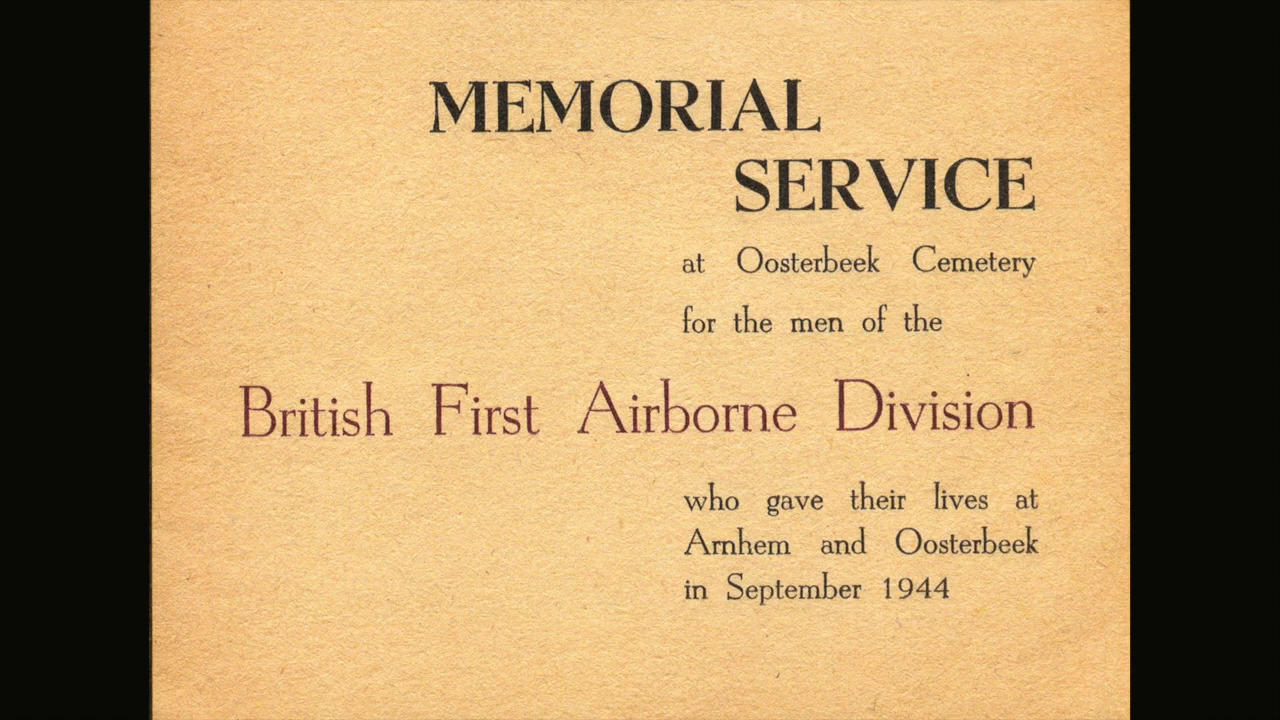 MEMORIAL
SERVICE
at Oosterbeek Cemetery
for the men of the
British First Airborne Division
who gave their lives at
Arnhem and Oosterbeek
in September 1944